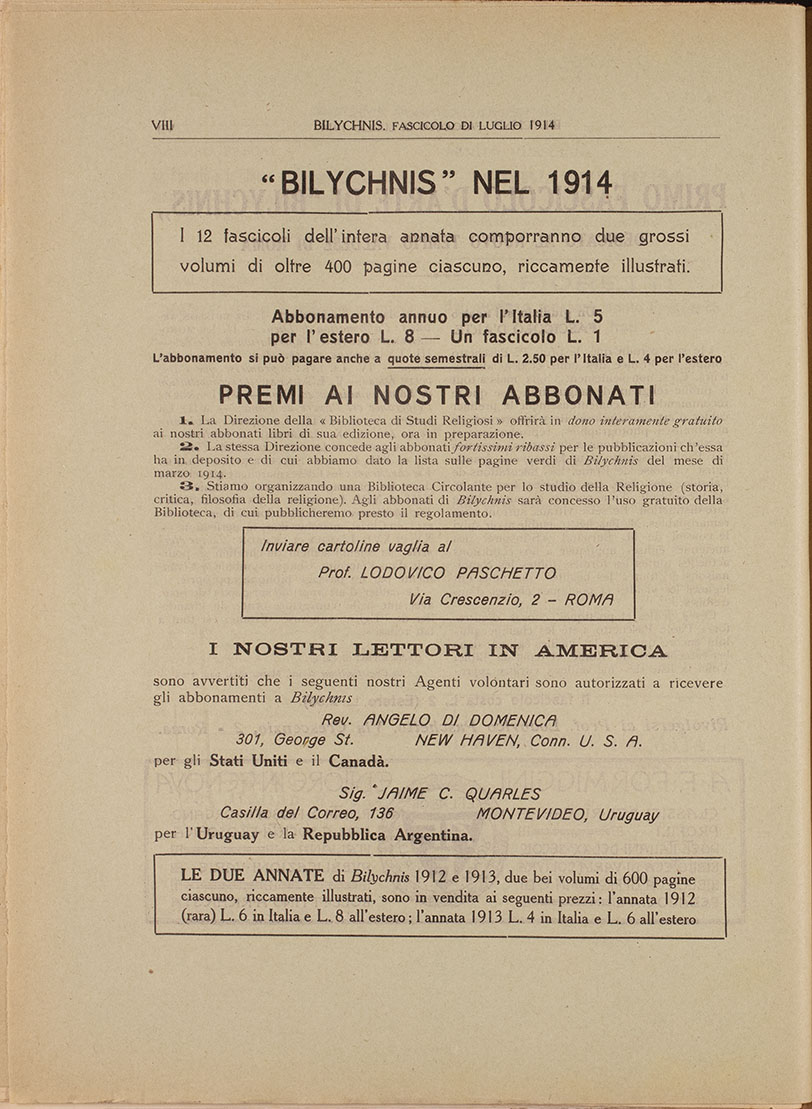 VIII BILYCHNIS. FASCICOLO DI LUGLIO 1914
“BILYCHNIS” NEL 1914
I 12 fascicoli dell'intera annata comporranno due grossi
volumi di oltre 400 pagine ciascuno, riccamente illustrati.
Abbonamento annuo per l'Italia L. 5
per l'estero L. 8 — Un fascicolo L. 1
L'abbonamento si può pagare anche a quote semestrali di L. 2.50 per l'Italia e L. 4 per l'estero
PREMI AI NOSTRI ABBONATI
1. La Direzione della « Biblioteca di Studi Religiosi » offrirà in dono interamente gratuito
ai nostri abbonati libri di sua edizione, ora in preparazione.
2. La stessa Direzione concede agli abbonati fortissimi ribassi per le pubblicazioni ch'essa
ha in deposito e di cui abbiamo dato la lista sulle pagine verdi di Bilychnis del mese di
marzo 1914.
3. Stiamo organizzando una Biblioteca Circolante per lo studio della Religione (storia,
critica, filosofia della religione). Agli abbonati di Bilychnis sarà concesso l'uso gratuito della
Biblioteca, di cui pubblicheremo presto il regolamento.
Inviare cartoline vaglia al
Prof. LODOVICO PASCHETTO
Via Crescenzio, 2 - ROMA
I NOSTRI LETTORI IN AMERICA
sono avvertiti che i seguenti nostri Agenti volontari sono autorizzati a ricevere
gli abbonamenti a Bilychnis
Rev. ANGELO DI DOMENICA
301, George St. NEW HAVEN, Conn. U. S. A.
per gli Stati Uniti e il Canadà.
Sig. JAIME C. QUARLES
Casilla del Correo, 136 MONTEVIDEO, Uruguay
per l'Uruguay e la Repubblica Argentina.
LE DUE ANNATE di Bilychnis 1912 e 1913, due bei volumi di 600 pagine
ciascuno, riccamente illustrati, sono in vendita ai seguenti prezzi: l'annata 1912
(rara) L. 6 in Italia e L. 8 all'estero; l'annata 1913 L. 4 in Italia e L. 6 all'estero